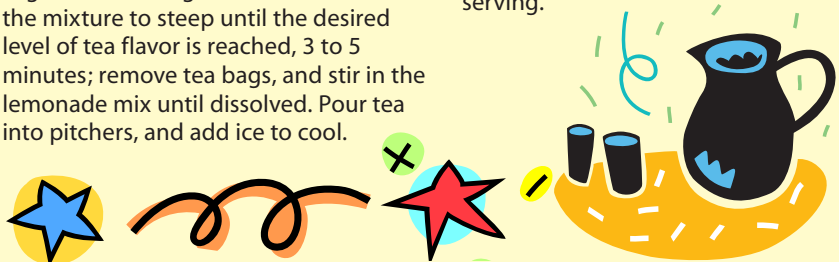 the mixture to steep until the desired
level of tea flavor is reached, 3 to 5
minutes; remove tea bags, and stir in the
lemonade mix until dissolved. Pour tea
into pitchers, and add ice to cool.
serving.